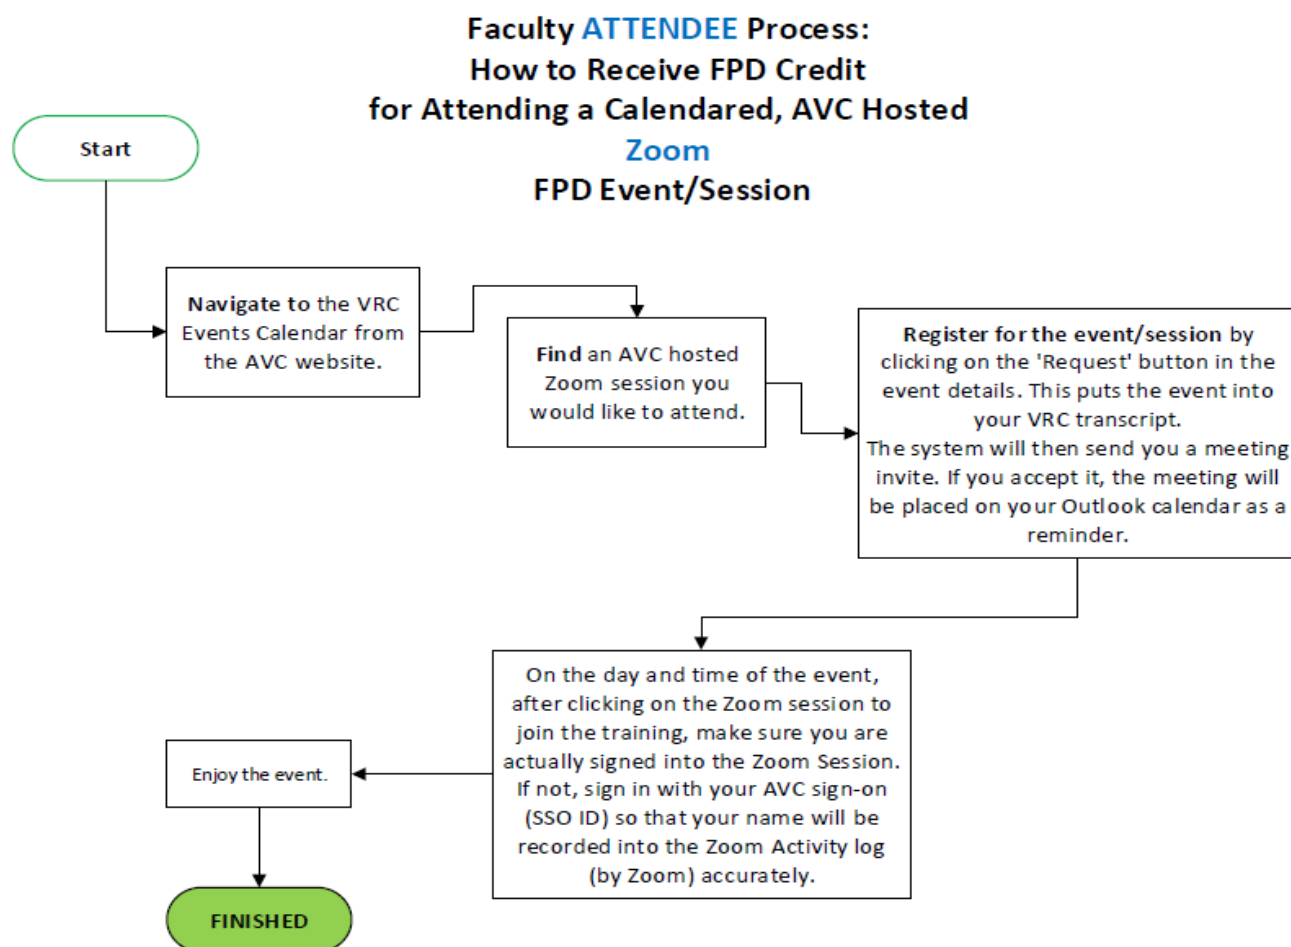 Faculty ATTENDEE Process:
How to Receive FPD Credit
for Attending a Calendared, AVC Hosted
Zoom
FPD Event/Session
Start
Navigate to the VRC
Events Calendar from
the AVC website.
Find an AVC hosted
Zoom session you
would like to attend.
Register for the event/session by
clicking on the 'Request' button in the
event details. This puts the event into
your VRC transcript.
The system will then send you a meeting
invite. If you accept it, the meeting will
be placed on your Outlook calendar as a
reminder.
On the day and time of the event,
after clicking on the Zoom session to
join the training, make sure you are
actually signed into the Zoom Session.
If not, sign in with your AVC sign-on
(SSO ID) so that your name will be
recorded into the Zoom Activity log
(by Zoom) accurately.
Enjoy the event.
FINISHED